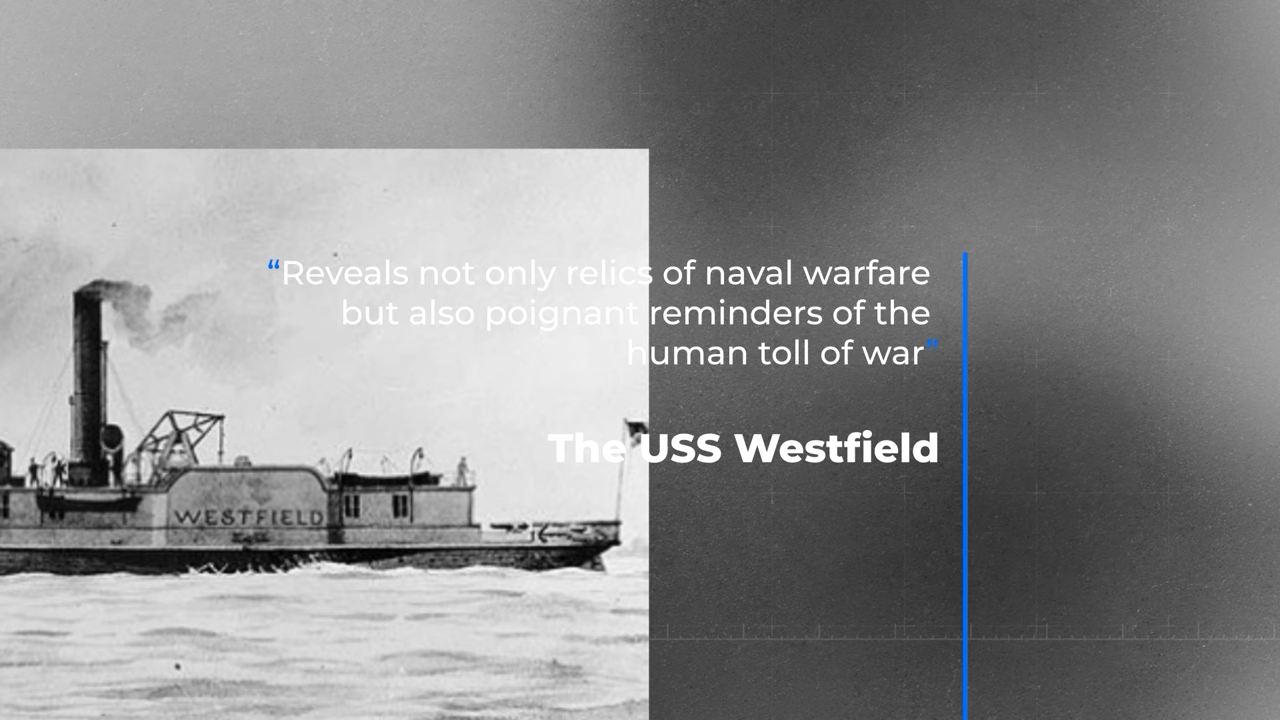 “Reveals not only relics of naval warfare
but also poignant reminders of the
human toll of war”
The USS Westfield
WESTFIELD